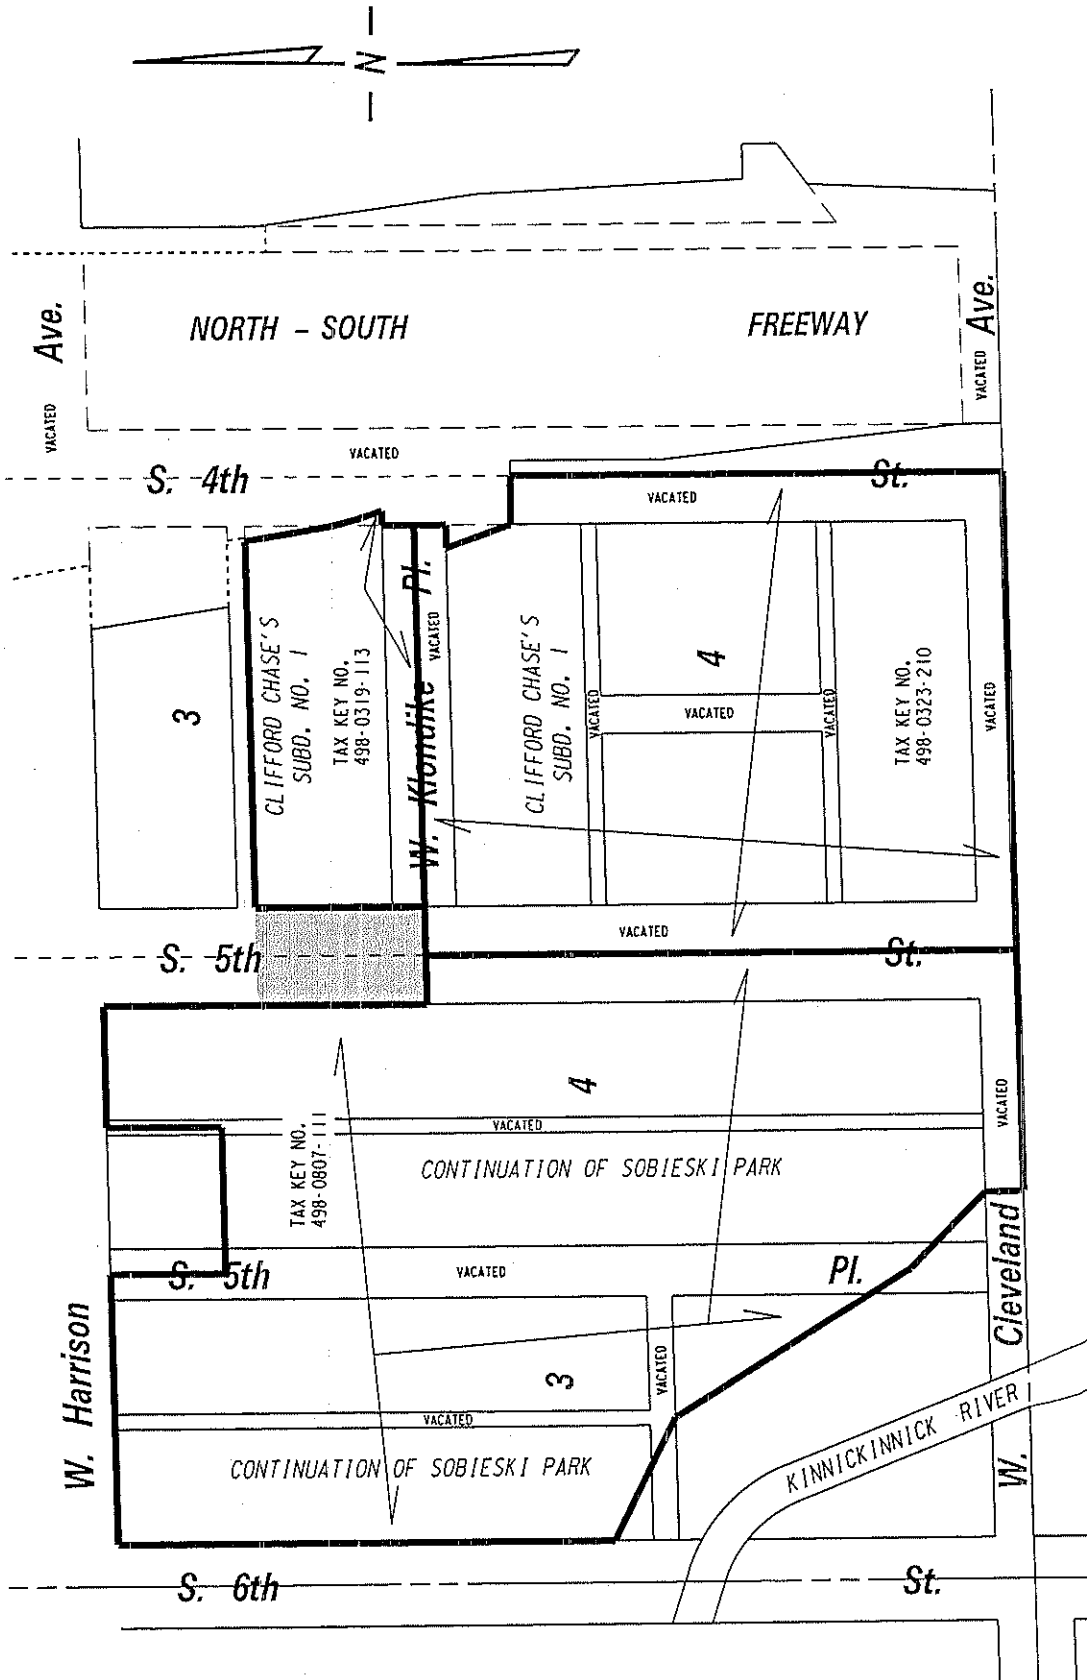 N
NORTH - SOUTH
FREEWAY
W. Harrison Ave.
VACATED
W. Cleveland Ave.
VACATED
S. 4th
St.
VACATED
VACATED
3
CLIFFORD CHASE'S
SUBD. NO. 1
TAX KEY NO.
498-0319-113
W. Klondike Pl.
VACATED
CLIFFORD CHASE'S
SUBD. NO. 1
VACATED
4
VACATED
VACATED
TAX KEY NO.
498-0323-210
VACATED
S. 5th
St.
VACATED
4
VACATED
TAX KEY NO.
498-0807-111
CONTINUATION OF SOBIESKI PARK
VACATED
S. 5th
Pl.
VACATED
3
VACATED
VACATED
CONTINUATION OF SOBIESKI PARK
KINNICKINNICK RIVER
S. 6th
St.